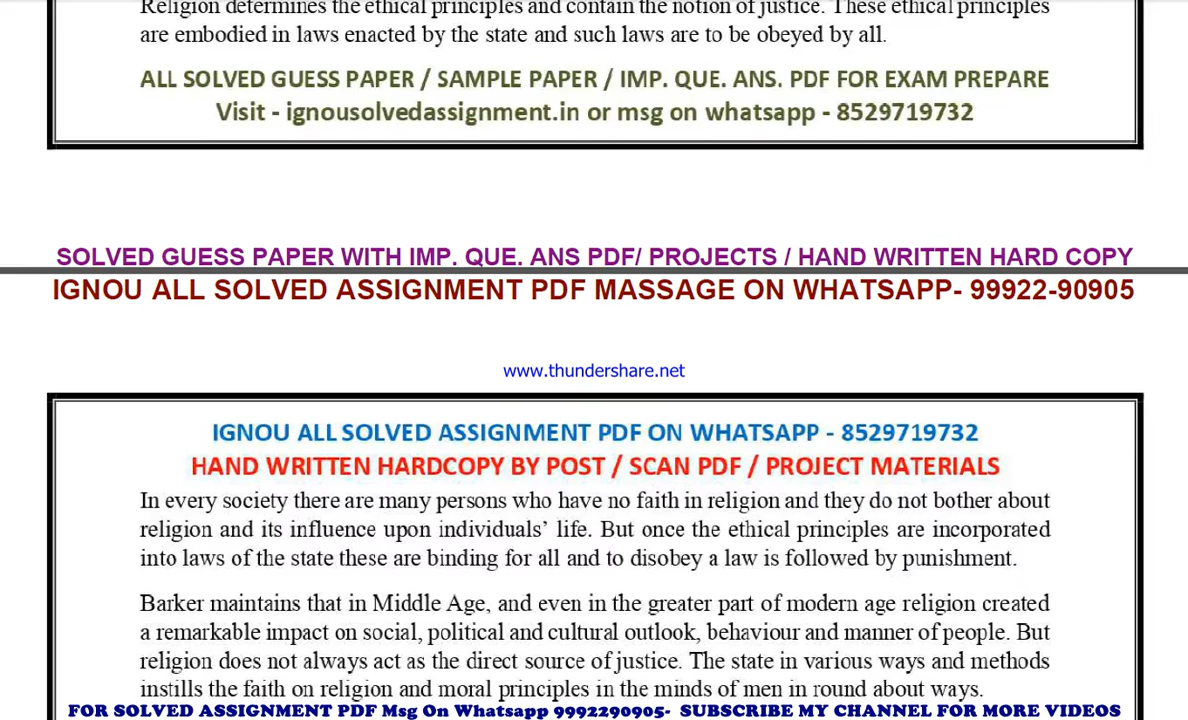 Religion determines the ethical principles and contain the notion of justice. These ethical principles
are embodied in laws enacted by the state and such laws are to be obeyed by all.
ALL SOLVED GUESS PAPER / SAMPLE PAPER / IMP. QUE. ANS. PDF FOR EXAM PREPARE
Visit - ignousolvedassignment.in or msg on whatsapp - 8529719732
SOLVED GUESS PAPER WITH IMP. QUE. ANS PDF/ PROJECTS / HAND WRITTEN HARD COPY
IGNOU ALL SOLVED ASSIGNMENT PDF MASSAGE ON WHATSAPP- 99922-90905
www.thundershare.net
IGNOU ALL SOLVED ASSIGNMENT PDF ON WHATSAPP - 8529719732
HAND WRITTEN HARDCOPY BY POST / SCAN PDF / PROJECT MATERIALS
In every society there are many persons who have no faith in religion and they do not bother about
religion and its influence upon individuals’ life. But once the ethical principles are incorporated
into laws of the state these are binding for all and to disobey a law is followed by punishment.
Barker maintains that in Middle Age, and even in the greater part of modern age religion created
a remarkable impact on social, political and cultural outlook, behaviour and manner of people. But
religion does not always act as the direct source of justice. The state in various ways and methods
instills the faith on religion and moral principles in the minds of men in round about ways.
FOR SOLVED ASSIGNMENT PDF Msg On Whatsapp 9992290905- SUBSCRIBE MY CHANNEL FOR MORE VIDEOS